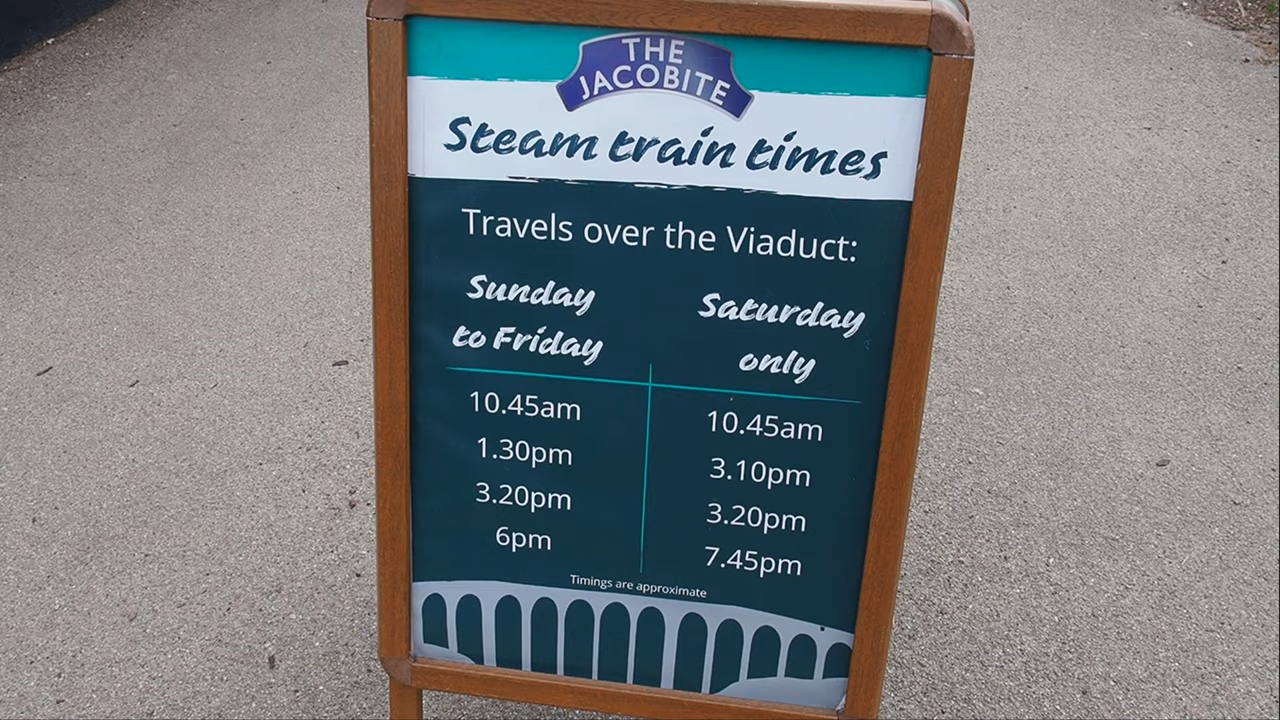 THE
JACOBITE
Steam train times
Travels over the Viaduct:
Sunday
to Friday
10.45am
1.30pm
3.20pm
6pm
Saturday
only
10.45am
3.10pm
3.20pm
7.45pm
Timings are approximate